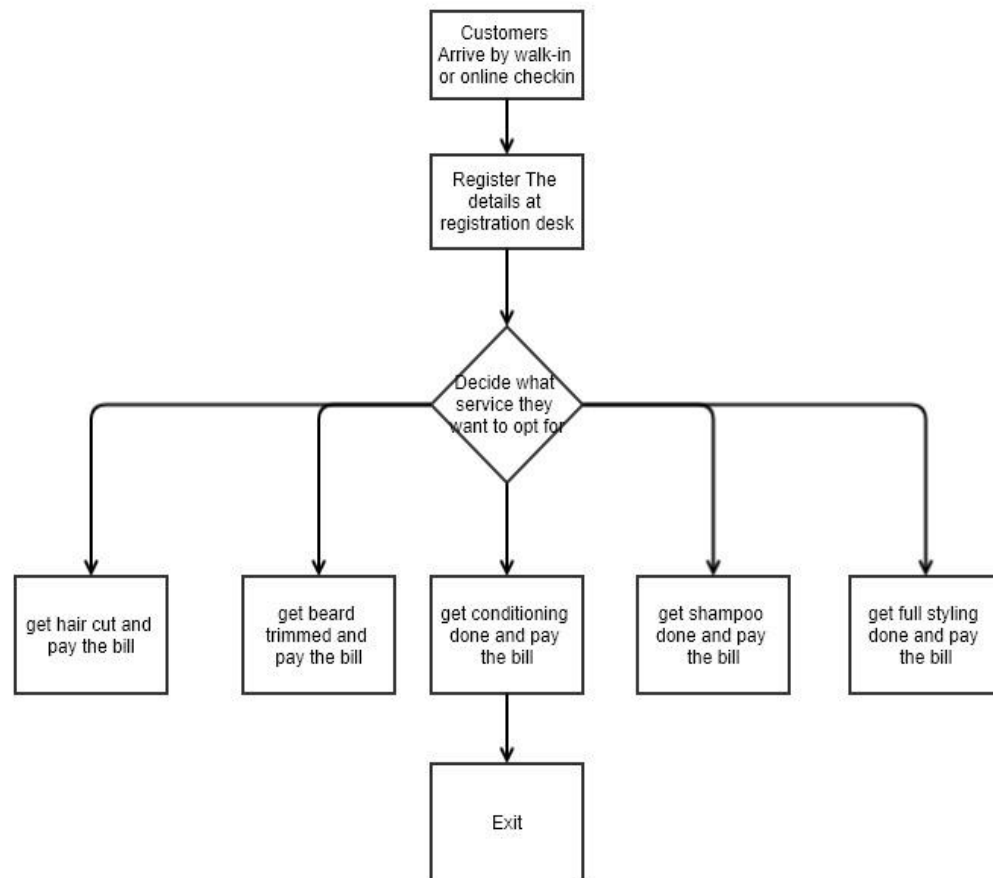 Customers
Arrive by walk-in
or online checkin
Register The
details at
registration desk
Decide what
service they
want to opt for
get hair cut and
pay the bill
get beard
trimmed and
pay the bill
get conditioning
done and pay
the bill
get shampoo
done and pay
the bill
get full styling
done and pay
the bill
Exit